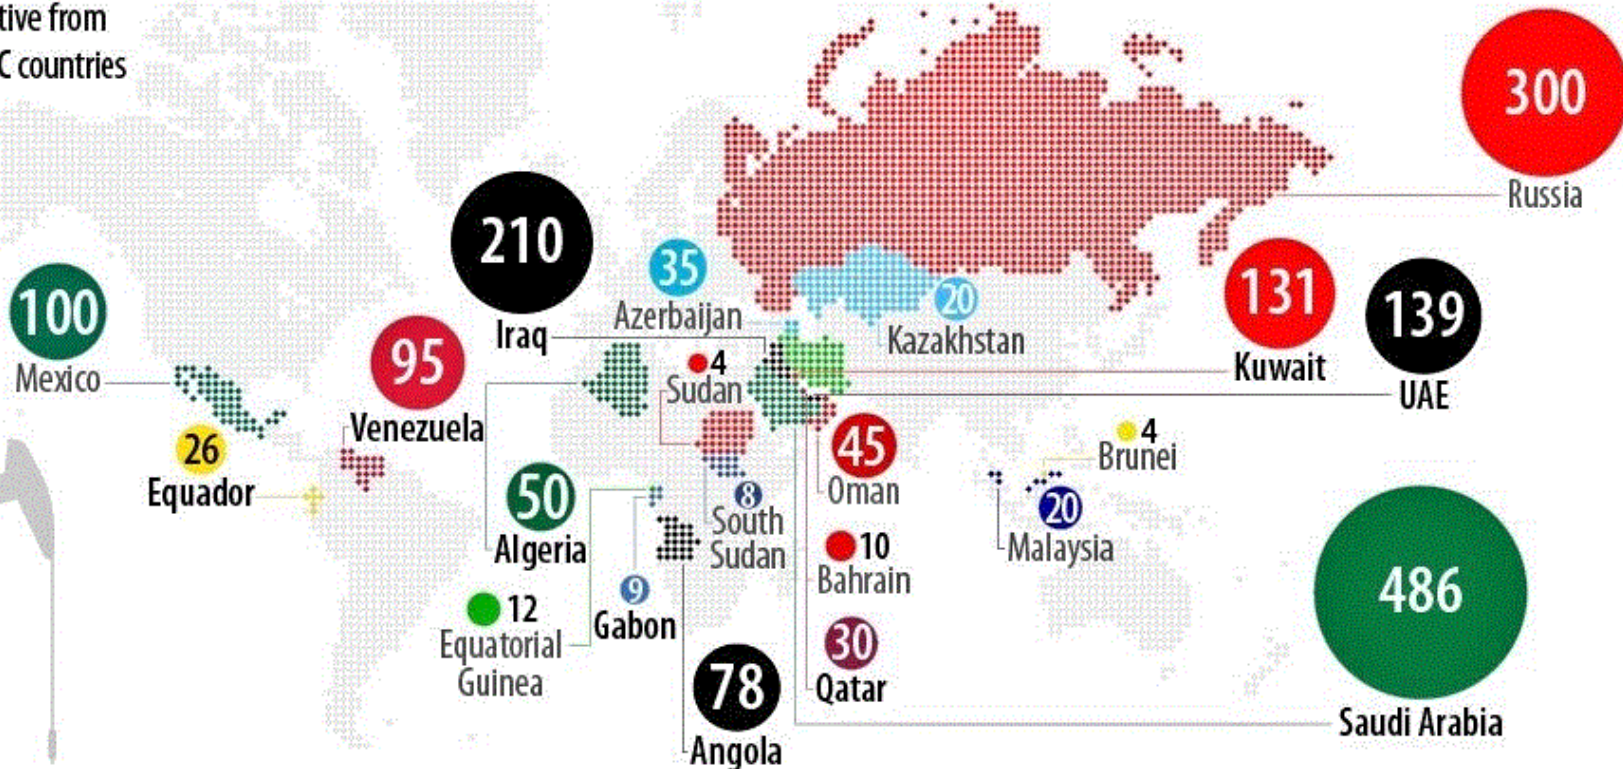 tive from
C countries
300
Russia
210
Iraq
35
Azerbaijan
20
Kazakhstan
131
Kuwait
139
UAE
100
Mexico
95
Venezuela
4
Sudan
26
Equador
50
Algeria
45
Oman
4
Brunei
8
South
Sudan
20
Malaysia
10
Bahrain
486
Saudi Arabia
9
Gabon
12
Equatorial
Guinea
30
Qatar
78
Angola